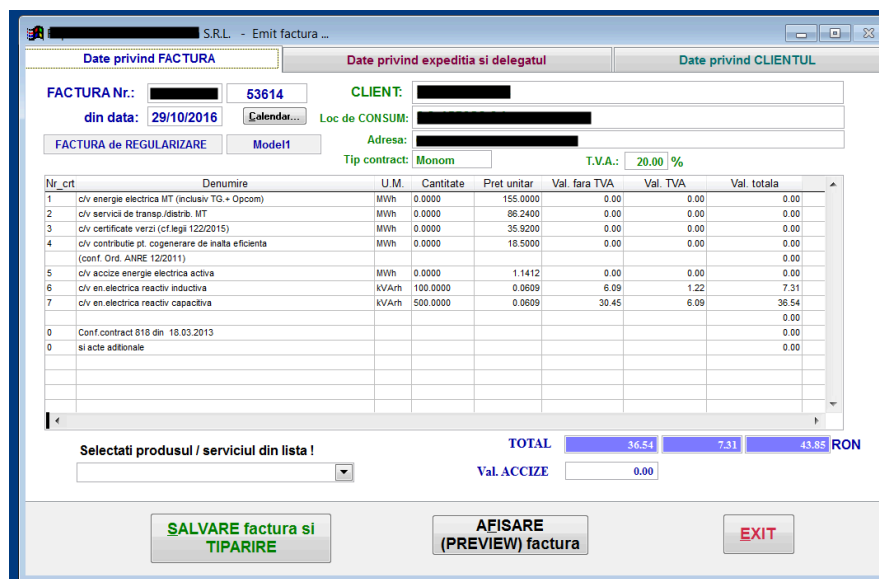 S.R.L. - Emit factura ...
Date privind FACTURA Date privind expeditia si delegatul Date privind CLIENTUL
FACTURA Nr.: 53614 CLIENT:
din data: 29/10/2016 Calendar... Loc de CONSUM:
FACTURA de REGULARIZARE Model1 Adresa:
Tip contract: Monom T.V.A.: 20.00 %
Nr_crt Denumire U.M. Cantitate Pret unitar Val. fara TVA Val. TVA Val. totala
1 c/v energie electrica MT (inclusiv TG.+ Opcom) MWh 0.0000 155.0000 0.00 0.00 0.00
2 c/v servicii de transp./distrib. MT MWh 0.0000 86.2400 0.00 0.00 0.00
3 c/v certificate verzi (cf.legii 122/2015) MWh 0.0000 35.9200 0.00 0.00 0.00
4 c/v contributie pt. cogenerare de inalta eficienta MWh 0.0000 18.5000 0.00 0.00 0.00
(conf. Ord. ANRE 12/2011) 0.00
5 c/v accize energie electrica activa MWh 0.0000 1.1412 0.00 0.00 0.00
6 c/v en.electrica reactiv inductiva kVArh 100.0000 0.0609 6.09 1.22 7.31
7 c/v en.electrica reactiv capacitiva kVArh 500.0000 0.0609 30.45 6.09 36.54
0.00
0 Conf.contract 818 din 18.03.2013 0.00
0 si acte aditionale 0.00
Selectati produsul / serviciul din lista ! TOTAL 36.54 7.31 43.85 RON
Val. ACCIZE 0.00
SALVARE factura si TIPARIRE
AFISARE (PREVIEW) factura
EXIT